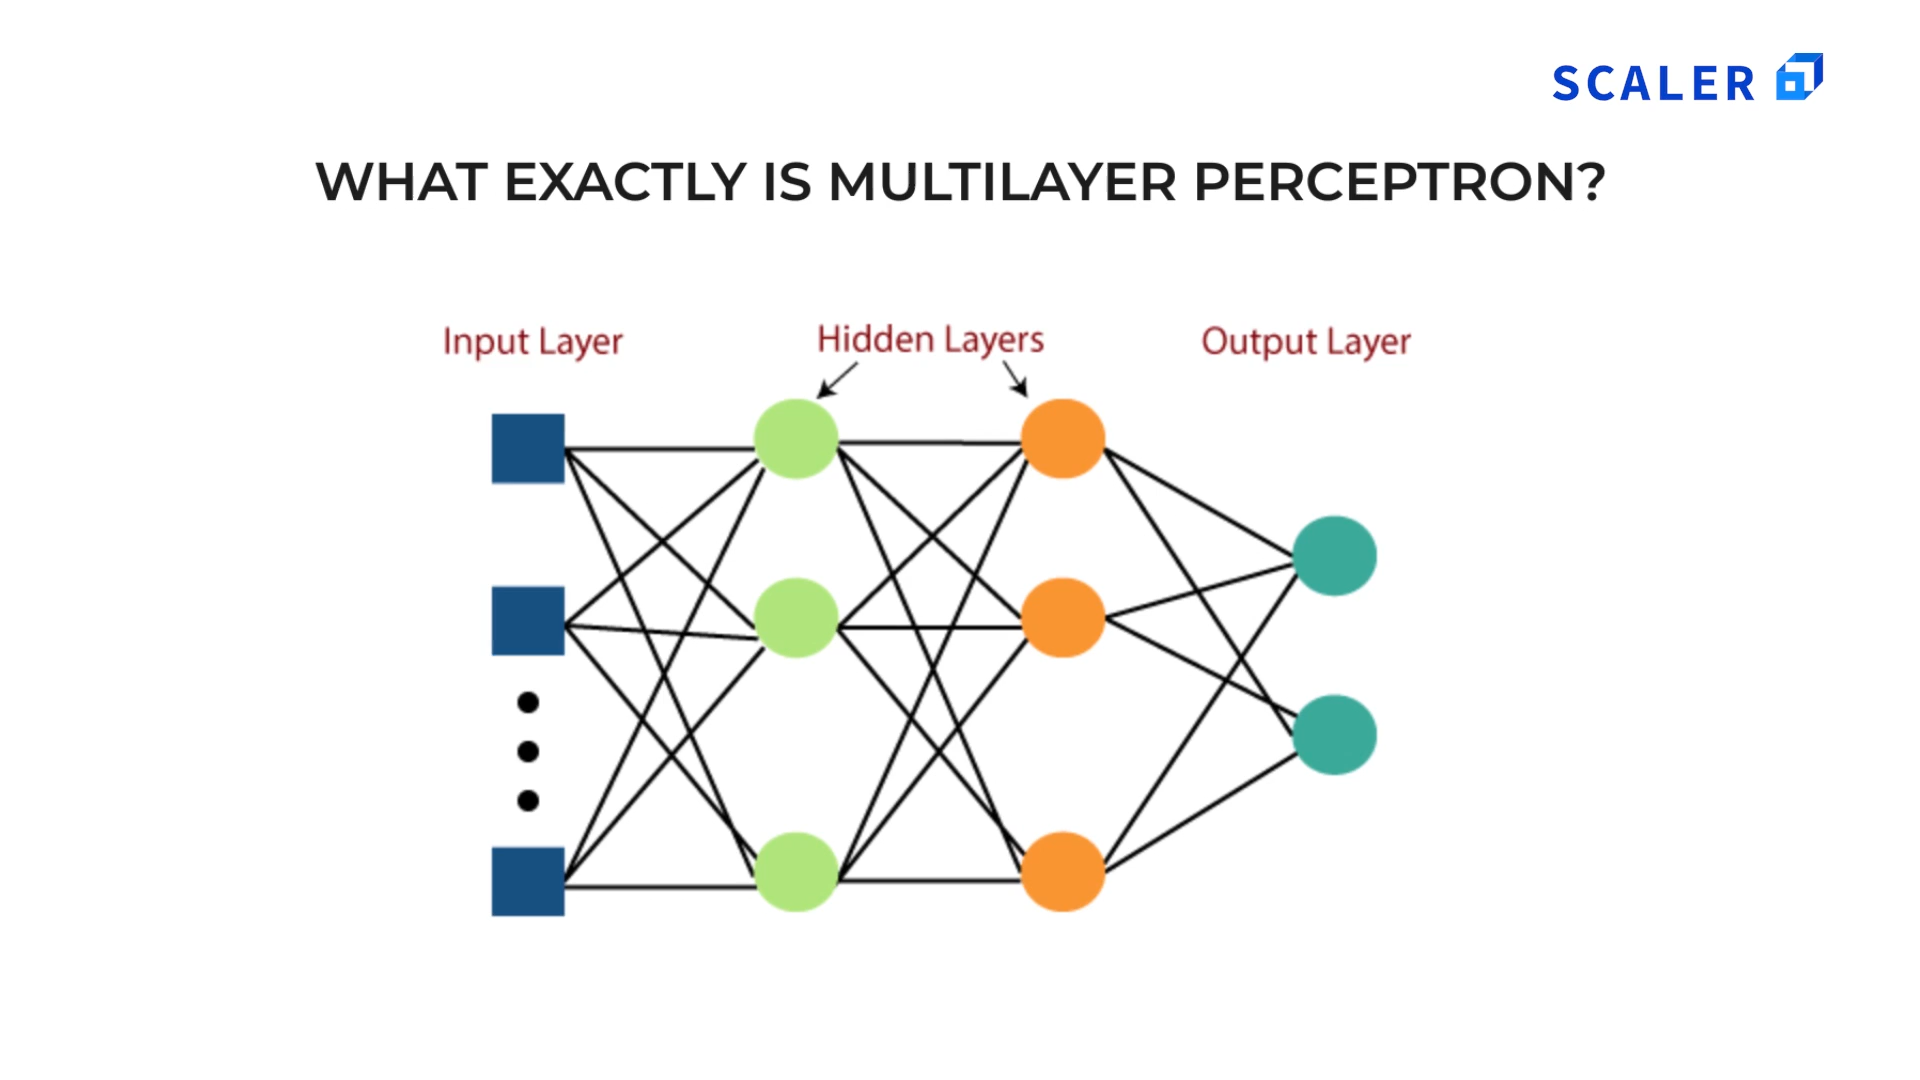 SCALER
WHAT EXACTLY IS MULTILAYER PERCEPTRON?
Input Layer
Hidden Layers
Output Layer